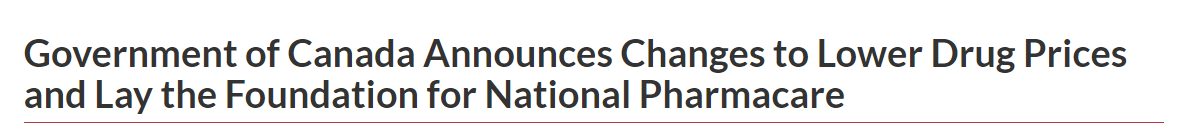 Government of Canada Announces Changes to Lower Drug Prices
and Lay the Foundation for National Pharmacare